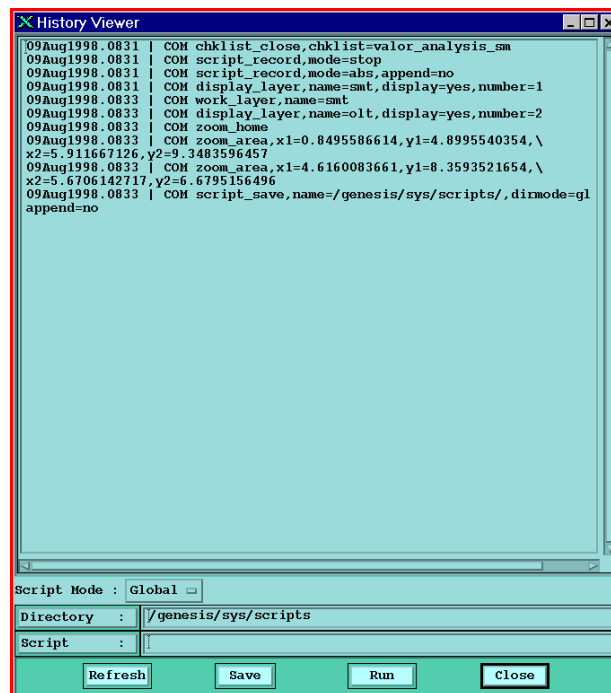 History Viewer
09Aug1998.0831 | COM chklist_close,chklist=valor_analysis_sm
09Aug1998.0831 | COM script_record,mode=stop
09Aug1998.0831 | COM script_record,mode=abs,append=no
09Aug1998.0831 | COM display_layer,name=smt,display=yes,number=1
09Aug1998.0833 | COM work_layer,name=smt
09Aug1998.0833 | COM display_layer,name=olt,display=yes,number=2
09Aug1998.0833 | COM zoom_home
09Aug1998.0833 | COM zoom_area,x1=0.8495586614,y1=4.8995540354,\
x2=5.911667126,y2=9.3483596457
09Aug1998.0833 | COM zoom_area,x1=4.6160083661,y1=8.3593521654,\
x2=5.6706142717,y2=6.6795156496
09Aug1998.0833 | COM script_save,name=/genesis/sys/scripts/,dirmode=gl
append=no
Script Mode : Global
Directory : /genesis/sys/scripts
Script :
Refresh Save Run Close